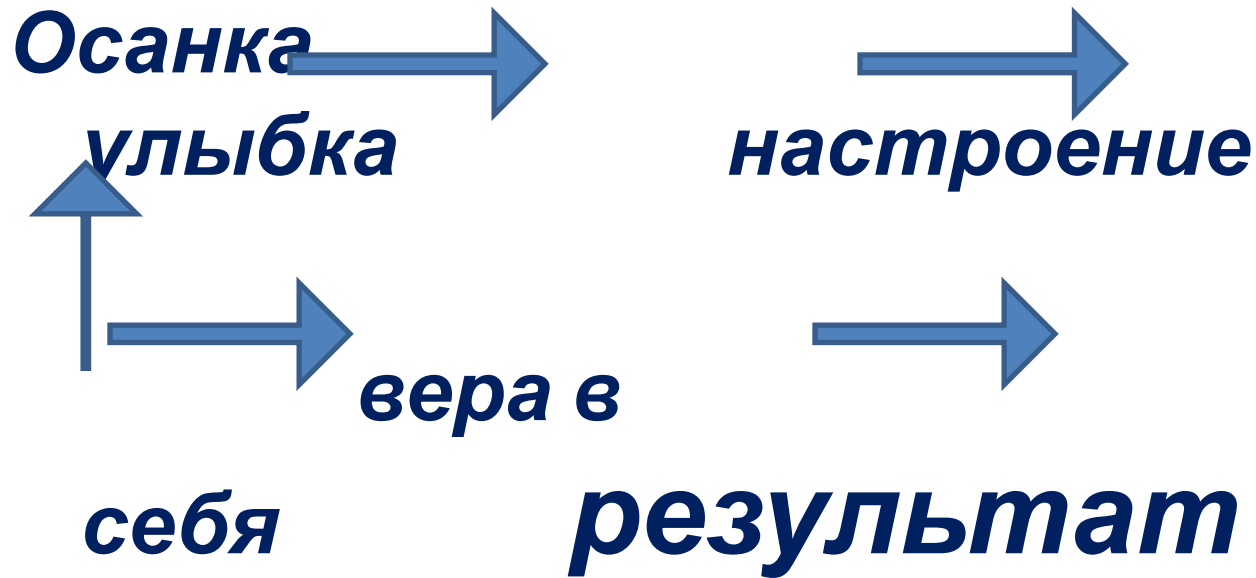 Осанка
улыбка настроение
вера в
себя результат